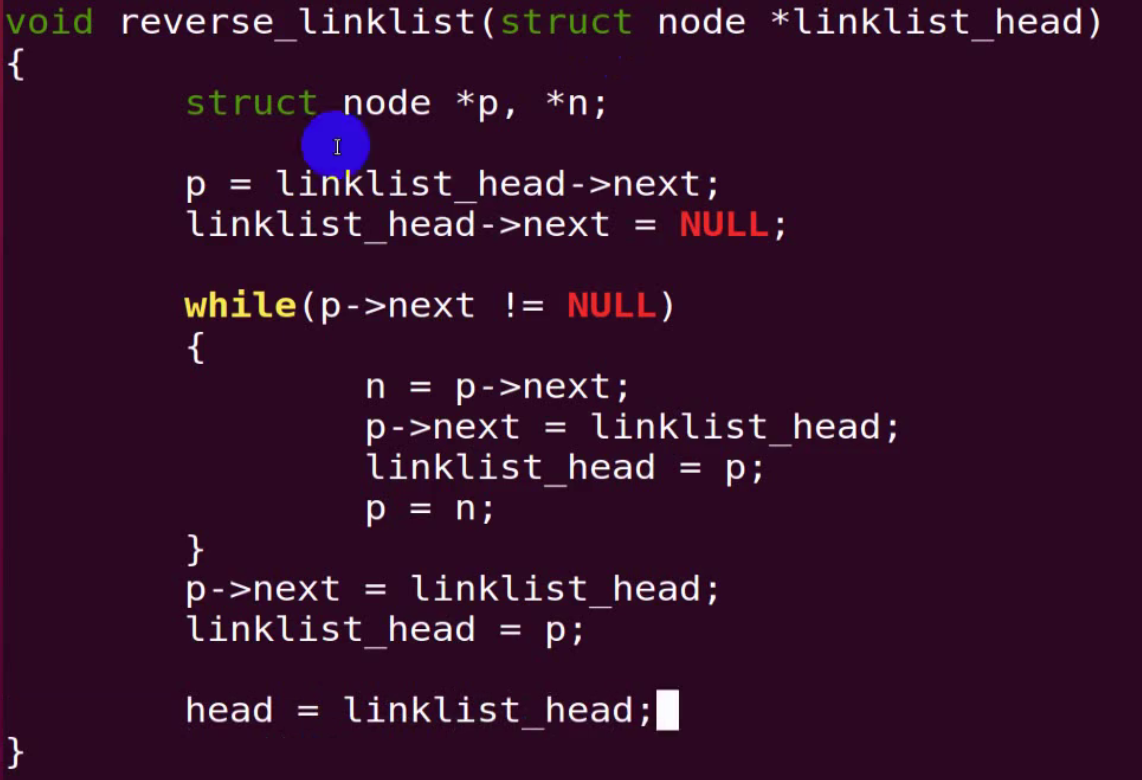 void reverse_linklist(struct node *linklist_head)
{
struct node *p, *n;
p = linklist_head->next;
linklist_head->next = NULL;
while(p->next != NULL)
{
n = p->next;
p->next = linklist_head;
linklist_head = p;
p = n;
}
p->next = linklist_head;
linklist_head = p;
head = linklist_head;
}